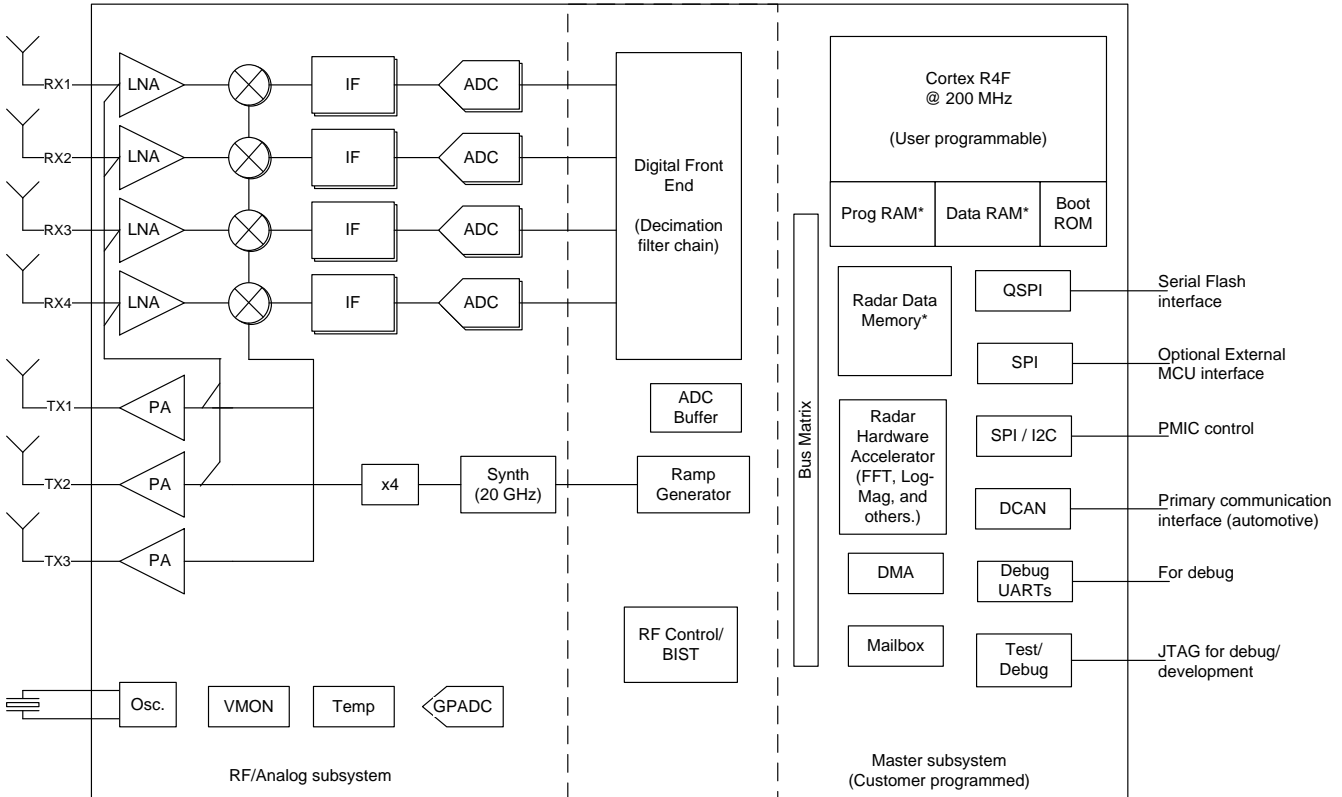 RX1
LNA
IF
ADC
RX2
LNA
IF
ADC
RX3
LNA
IF
ADC
RX4
LNA
IF
ADC
TX1
PA
TX2
PA
TX3
PA
x4
Synth
(20 GHz)
Osc.
VMON
Temp
GPADC
RF/Analog subsystem
Digital Front
End
(Decimation
filter chain)
ADC
Buffer
Ramp
Generator
RF Control/
BIST
Cortex R4F
@ 200 MHz
(User programmable)
Prog RAM*
Data RAM*
Boot
ROM
Bus Matrix
Radar Data
Memory*
Radar
Hardware
Accelerator
(FFT, Log-
Mag, and
others.)
DMA
Mailbox
QSPI
Serial Flash
interface
SPI
Optional External
MCU interface
SPI / I2C
PMIC control
DCAN
Primary communication
interface (automotive)
Debug
UARTs
For debug
Test/
Debug
JTAG for debug/
development
Master subsystem
(Customer programmed)